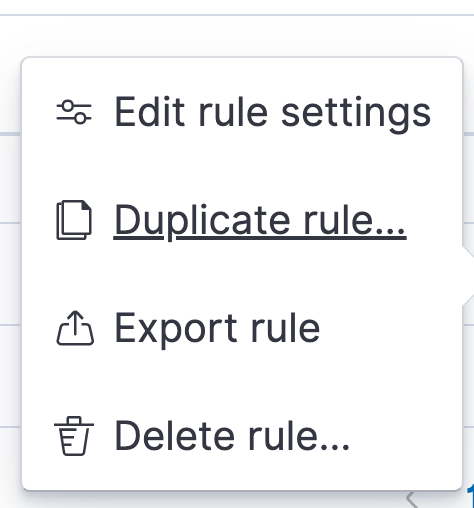 Edit rule settings
Duplicate rule...
Export rule
Delete rule...